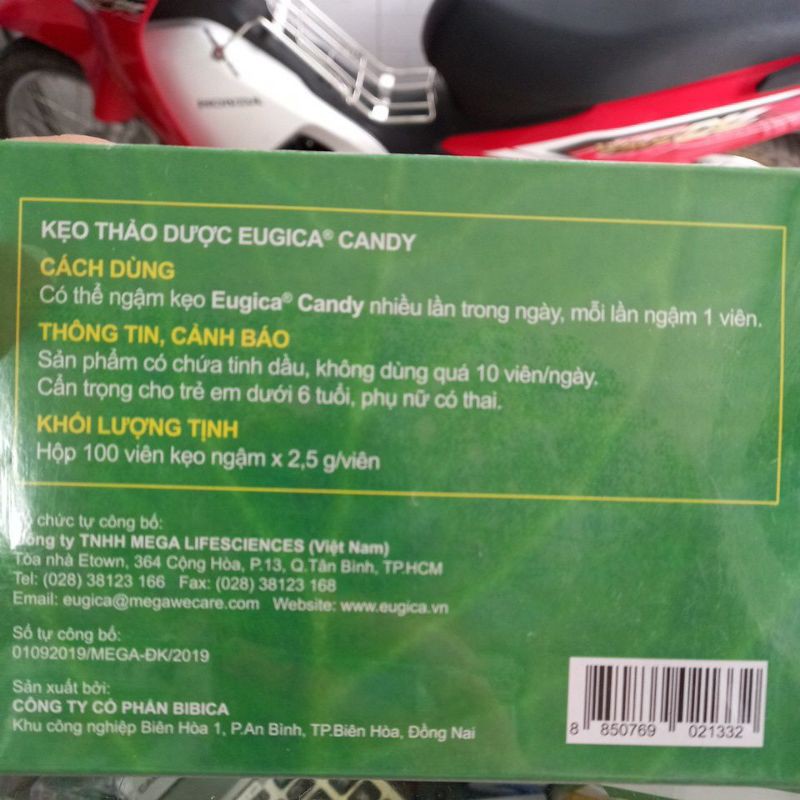 HONDA
KẸO THẢO DƯỢC EUGICA® CANDY
CÁCH DÙNG
Có thể ngậm kẹo Eugica® Candy nhiều lần trong ngày, mỗi lần ngậm 1 viên.
THÔNG TIN, CẢNH BÁO
Sản phẩm có chứa tinh dầu, không dùng quá 10 viên/ngày.
Cẩn trọng cho trẻ em dưới 6 tuổi, phụ nữ có thai.
KHỐI LƯỢNG TỊNH
Hộp 100 viên kẹo ngậm x 2,5 g/viên
chức tự công bố:
Công ty TNHH MEGA LIFESCIENCES (Việt Nam)
Tòa nhà Etown, 364 Cộng Hòa, P.13, Q.Tân Bình, TP.HCM
Tel: (028) 38123 166 Fax: (028) 38123 168
Email: eugica@megawecare.com Website: www.eugica.vn
Số tự công bố:
01092019/MEGA-ĐK/2019
Sản xuất bởi:
CÔNG TY CỔ PHẦN BIBICA
Khu công nghiệp Biên Hòa 1, P.An Bình, TP.Biên Hòa, Đồng Nai
8 850769 021332